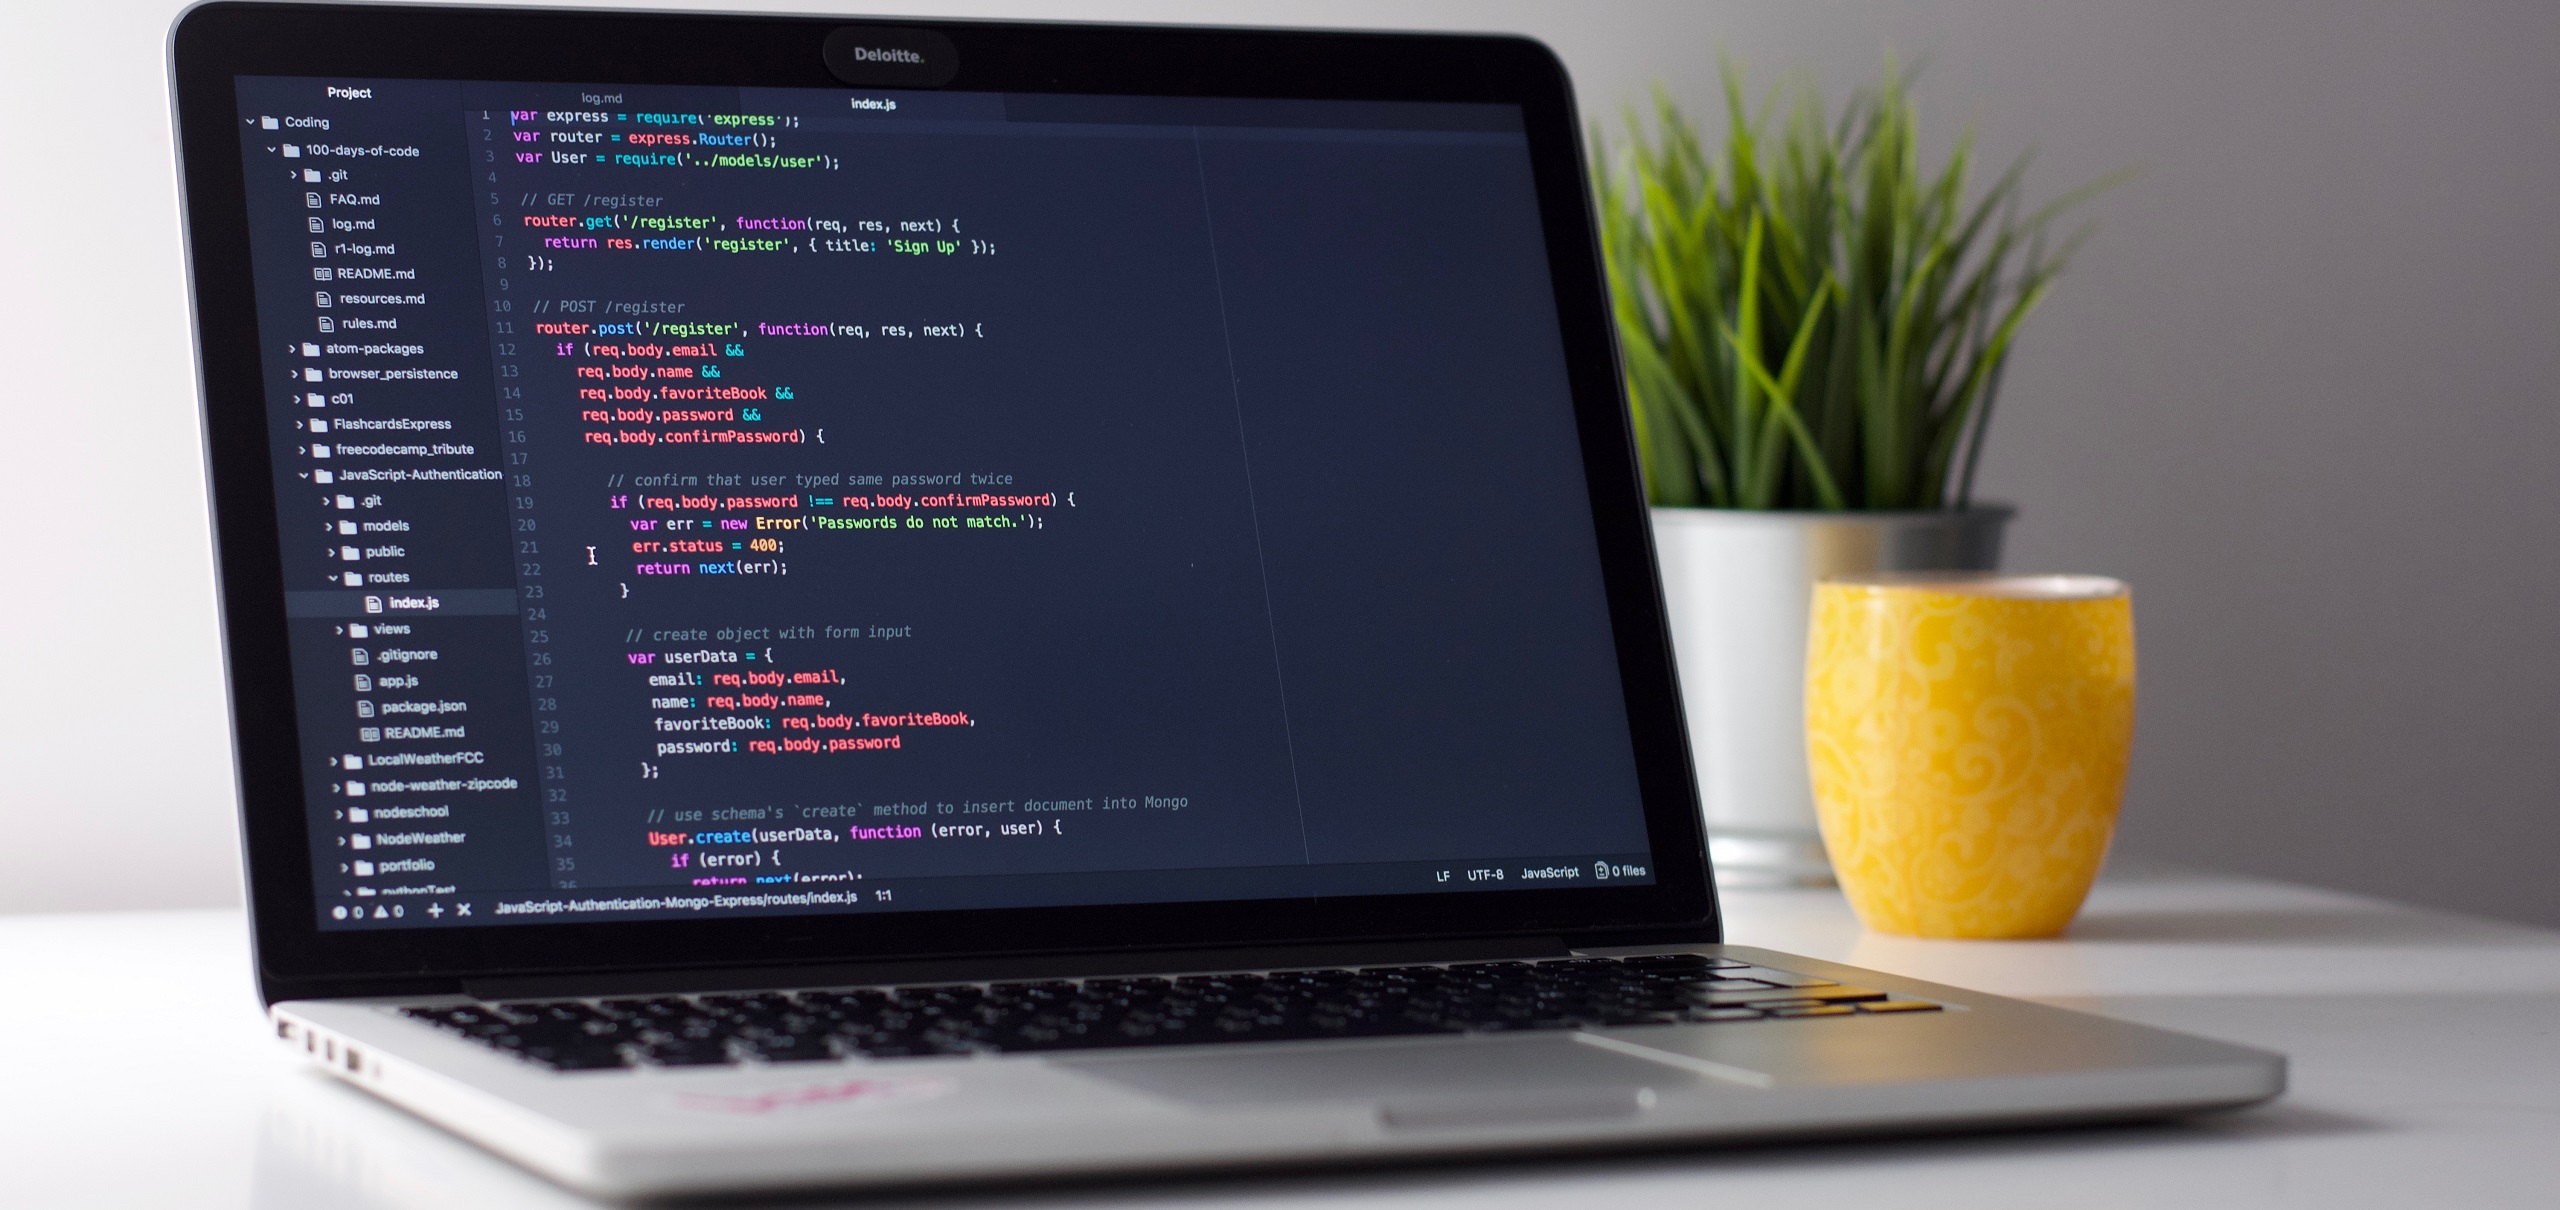 Deloitte.
Project
Coding
100-days-of-code
.git
FAQ.md
log.md
r1-log.md
README.md
resources.md
rules.md
atom-packages
browser_persistence
c01
FlashcardsExpress
freecodecamp_tribute
JavaScript-Authentication
.git
models
public
routes
index.js
views
.gitignore
app.js
package.json
README.md
LocalWeatherFCC
node-weather-zipcode
nodeschool
NodeWeather
portfolio
pythonTest
log.md
index.js
1 var express = require('express');
2 var router = express.Router();
3 var User = require('../models/user');
4
5 // GET /register
6 router.get('/register', function(req, res, next) {
7 return res.render('register', { title: 'Sign Up' });
8 });
9
10 // POST /register
11 router.post('/register', function(req, res, next) {
12 if (req.body.email &&
13 req.body.name &&
14 req.body.favoriteBook &&
15 req.body.password &&
16 req.body.confirmPassword) {
17
18 // confirm that user typed same password twice
19 if (req.body.password !== req.body.confirmPassword) {
20 var err = new Error('Passwords do not match.');
21 err.status = 400;
22 return next(err);
23 }
24
25 // create object with form input
26 var userData = {
27 email: req.body.email,
28 name: req.body.name,
29 favoriteBook: req.body.favoriteBook,
30 password: req.body.password
31 };
32
33 // use schema's `create` method to insert document into Mongo
34 User.create(userData, function (error, user) {
35 if (error) {
36 return next(error);
0 0 JavaScript-Authentication-Mongo-Express/routes/index.js 1:1 LF UTF-8 JavaScript 0 files